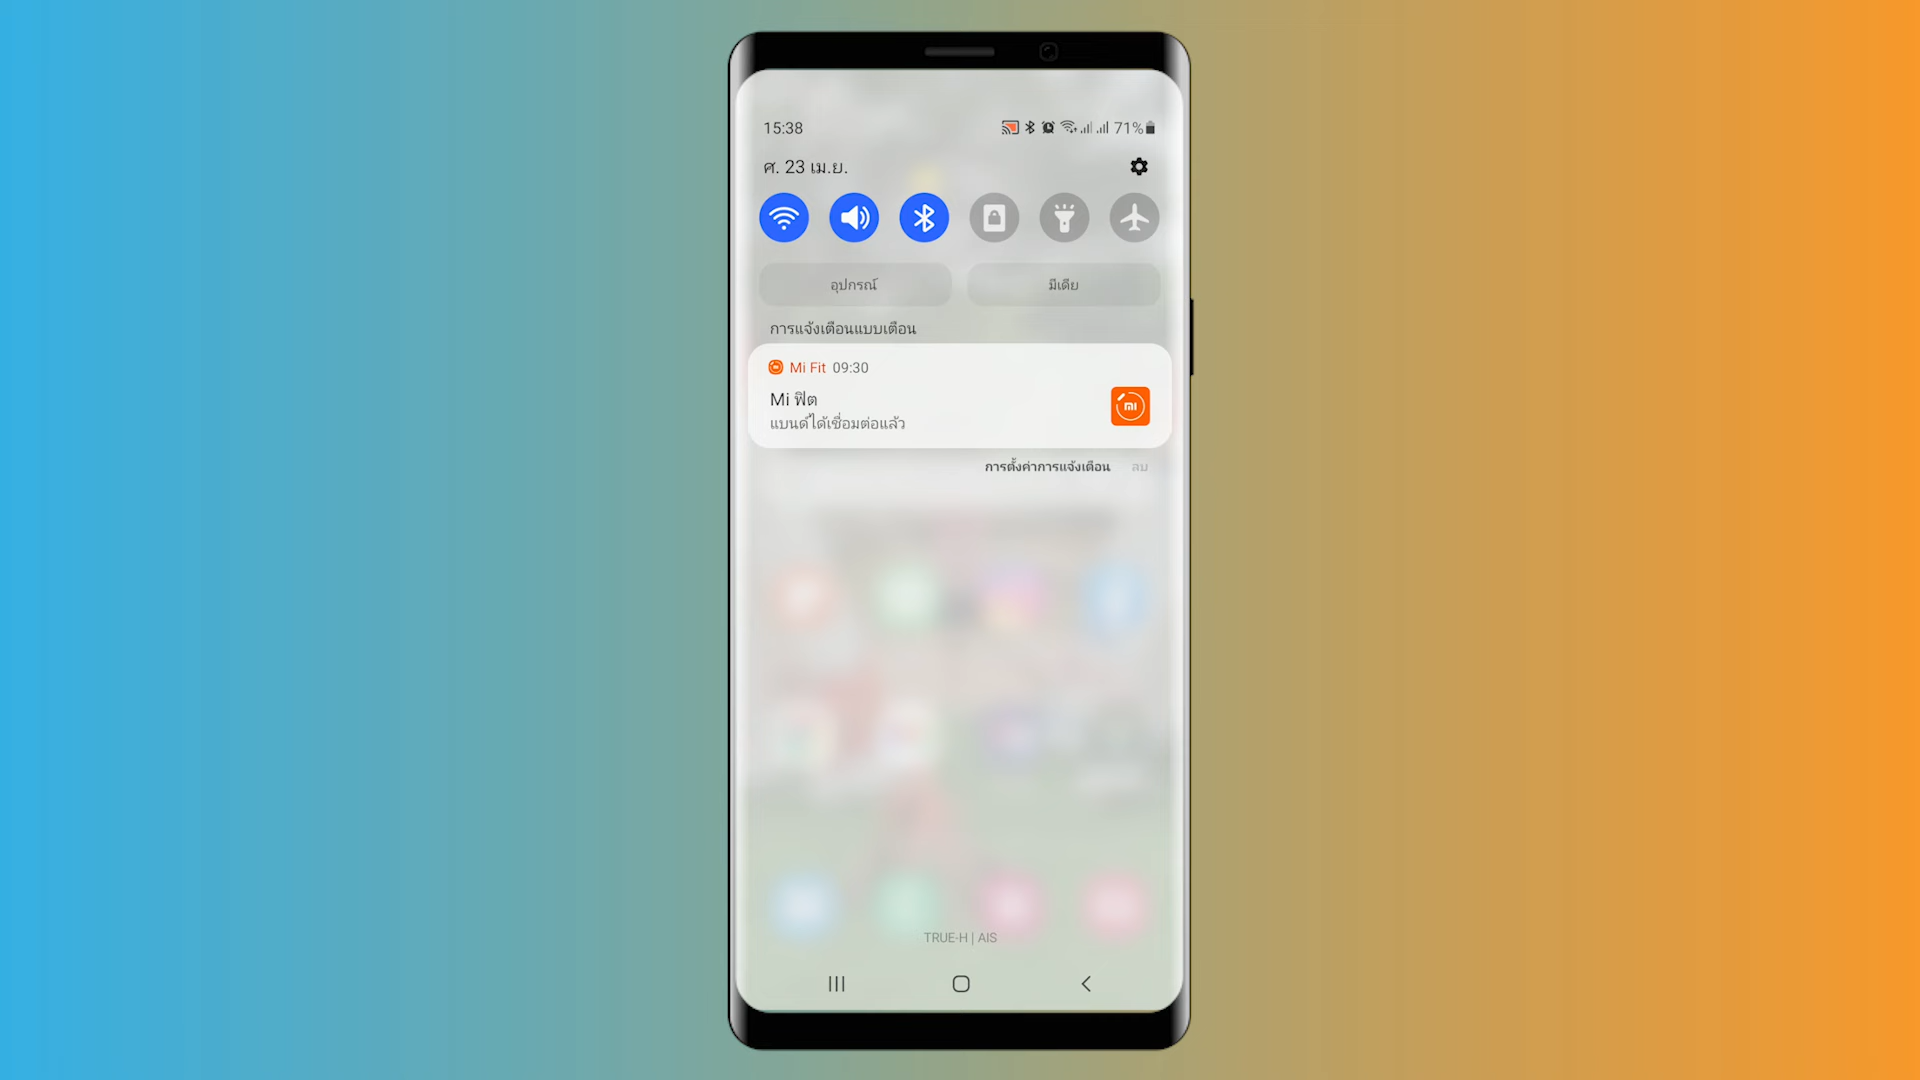 15:38
71%
ศ. 23 เม.ย.
อุปกรณ์
มีเดีย
การแจ้งเตือนแบบเตือน
Mi Fit 09:30
Mi ฟิต
แบนด์ได้เชื่อมต่อแล้ว
การตั้งค่าการแจ้งเตือน
ลบ
TRUE-H | AIS